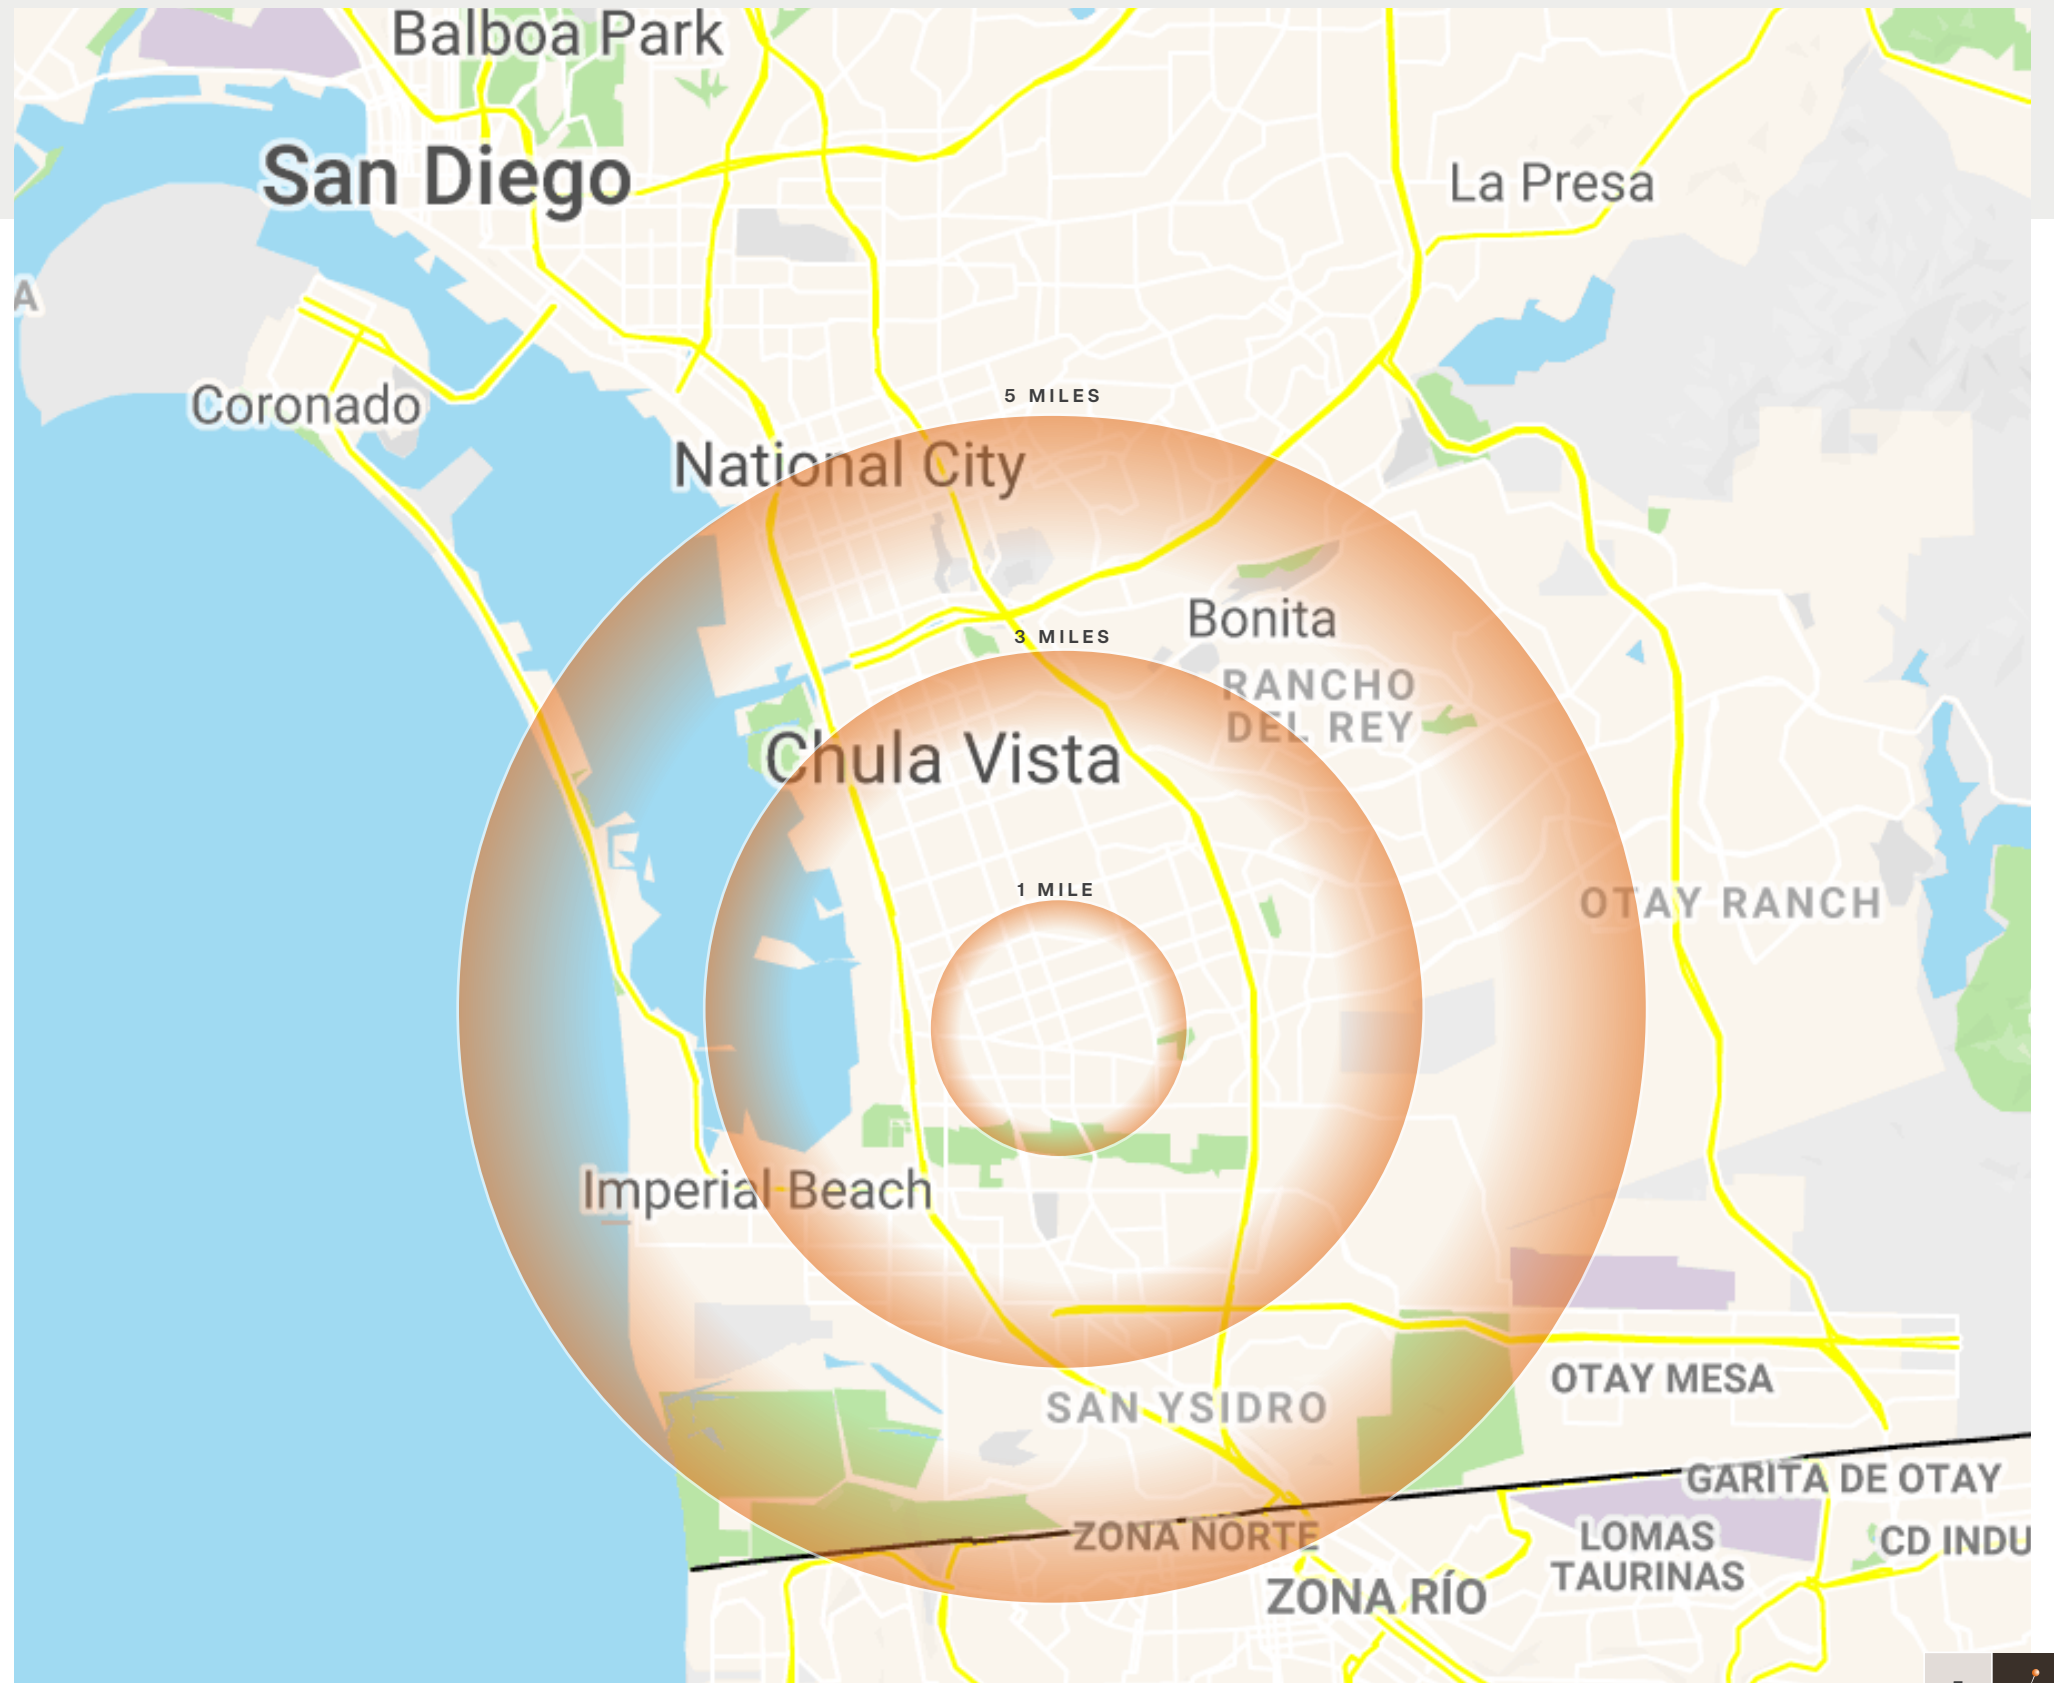 Balboa Park
San Diego
La Presa
A
Coronado
5 MILES
National City
Bonita
3 MILES
RANCHO
DEL REY
Chula Vista
1 MILE
OTAY RANCH
Imperial Beach
OTAY MESA
SAN YSIDRO
GARITA DE OTAY
ZONA NORTE
LOMAS
TAURINAS
CD INDU
ZONA RÍO